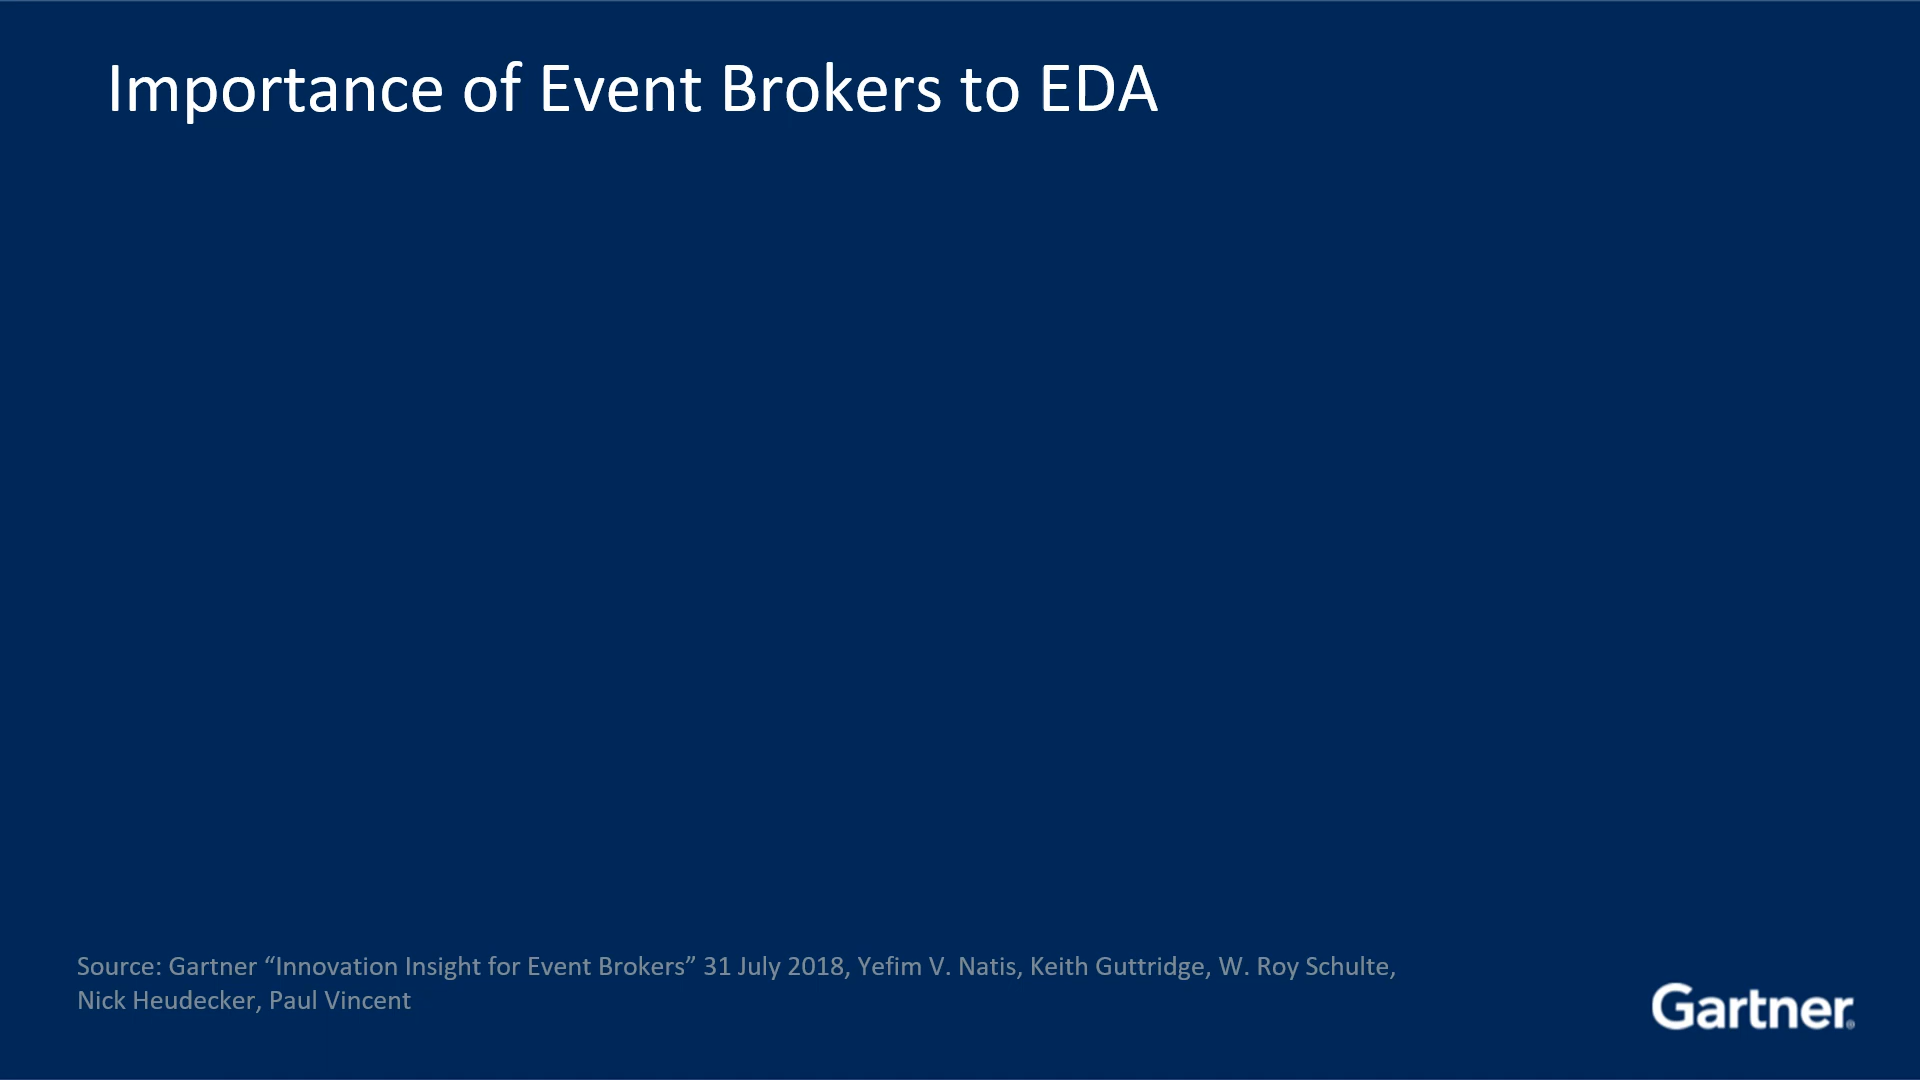 Importance of Event Brokers to EDA
Source: Gartner “Innovation Insight for Event Brokers” 31 July 2018, Yefim V. Natis, Keith Guttridge, W. Roy Schulte,
Nick Heudecker, Paul Vincent
Gartner®